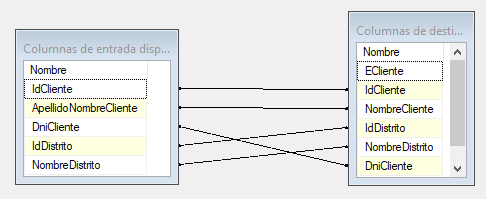 Columnas de entrada disp...
Nombre
IdCliente
ApellidoNombreCliente
DniCliente
IdDistrito
NombreDistrito
Columnas de desti...
Nombre
ECliente
IdCliente
NombreCliente
IdDistrito
NombreDistrito
DniCliente